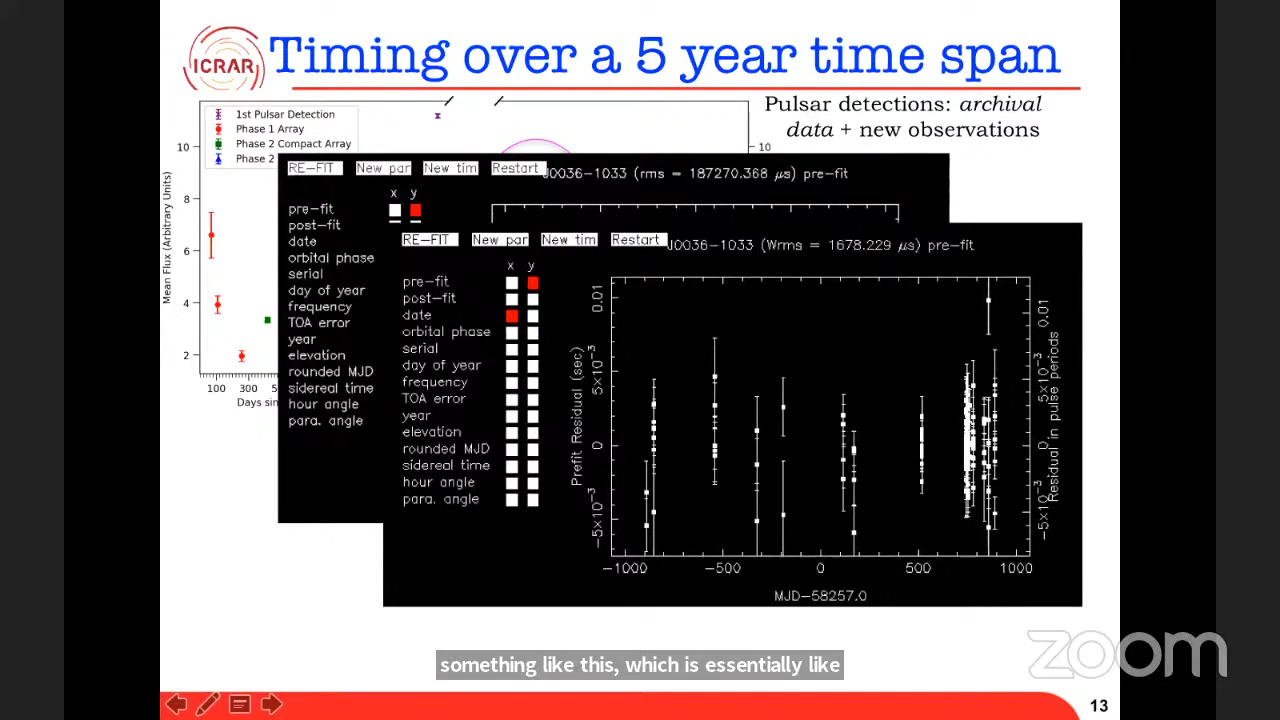 ICRAR
Timing over a 5 year time span
Pulsar detections: archival
data + new observations
1st Pulsar Detection
Phase 1 Array
Phase 2 Compact Array
Phase 2
10
8
6
4
2
10
Mean Flux (Arbitrary Units)
100
300
Days sin
RE-FIT New par New tim Restart
J0036-1033 (rms = 187270.368 μs) pre-fit
x y
pre-fit
post-fit
date
orbital phase
serial
day of year
frequency
TOA error
year
elevation
rounded MJD
sidereal time
hour angle
para. angle
RE-FIT New par New tim Restart
J0036-1033 (Wrms = 1678.229 μs) pre-fit
x y
pre-fit
post-fit
date
orbital phase
serial
day of year
frequency
TOA error
year
elevation
rounded MJD
sidereal time
hour angle
para. angle
Prefit Residual (sec)
0.01
5×10⁻³
0
−5×10⁻³
0.01
5×10⁻³
0
−5×10⁻³
Residual in pulse periods
−1000 −500 0 500 1000
MJD−58257.0
something like this, which is essentially like
zoom
13